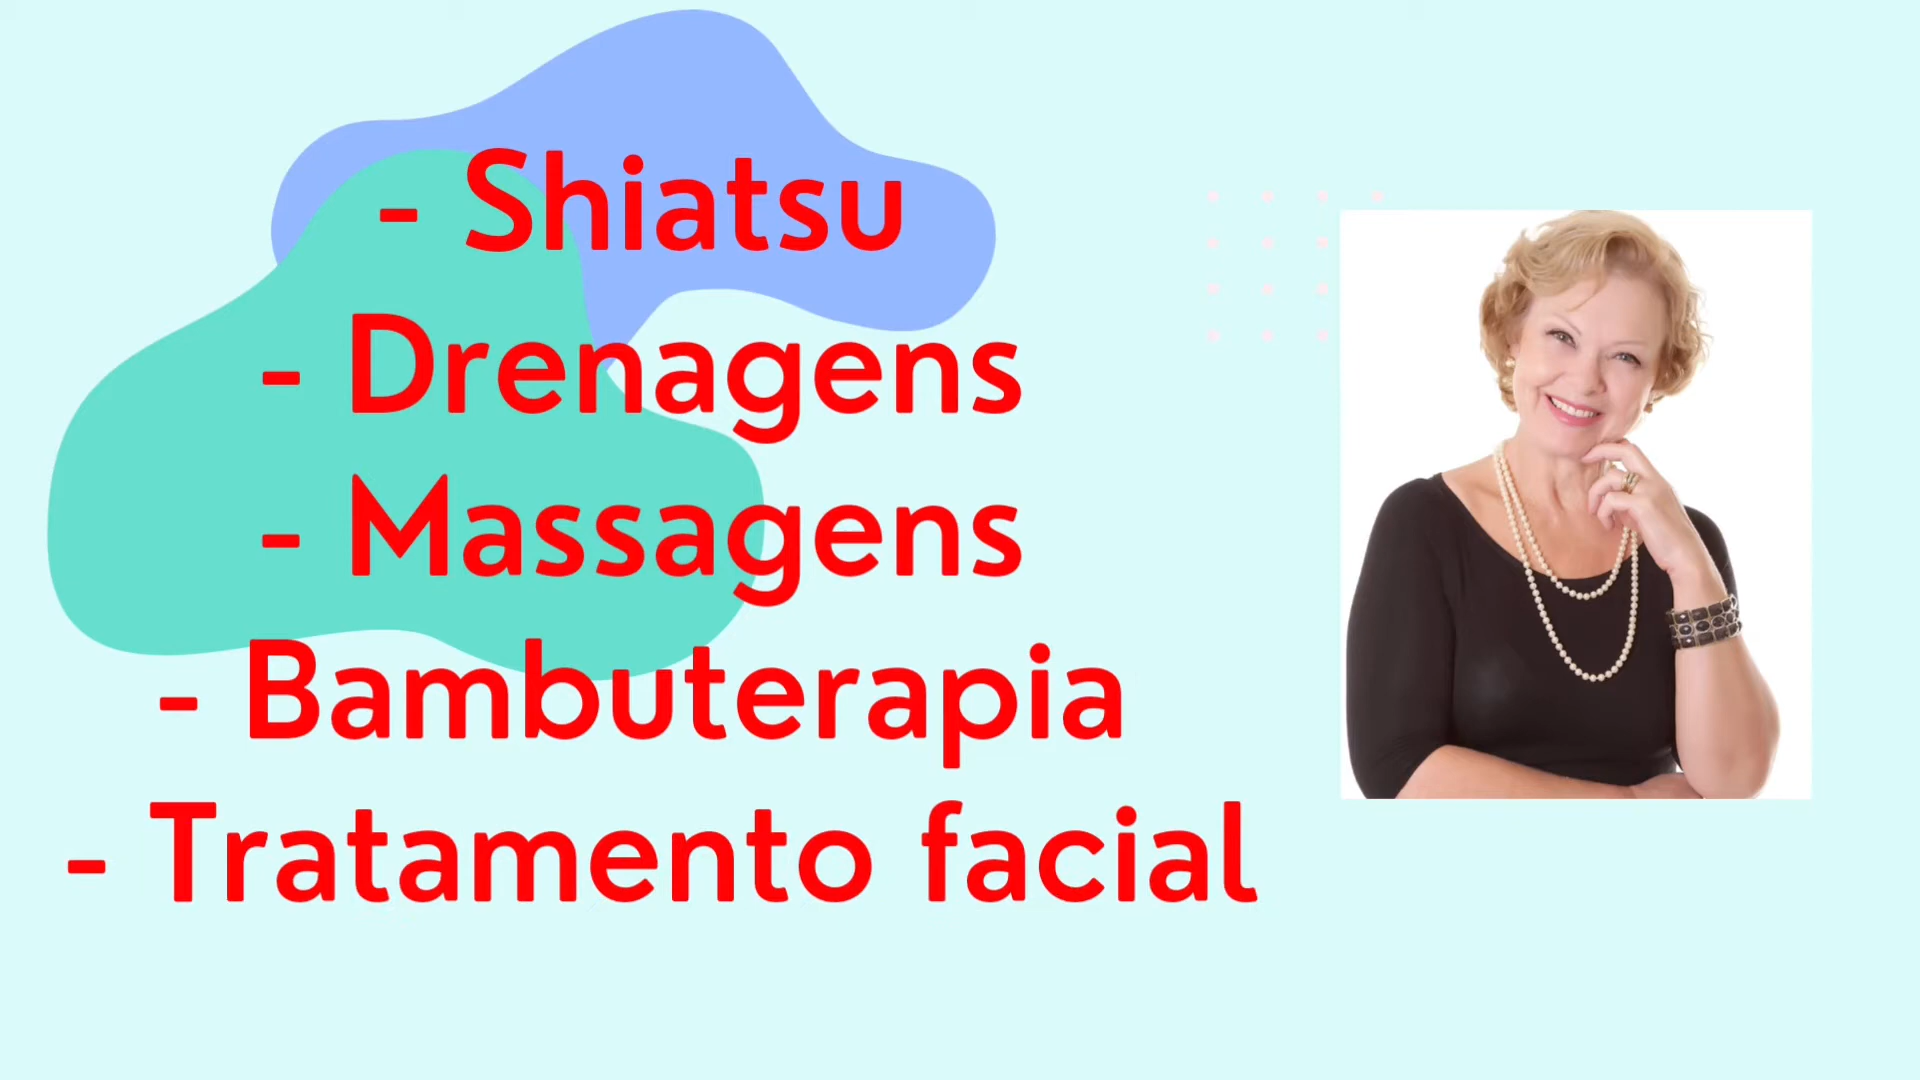 - Shiatsu
- Drenagens
- Massagens
- Bambuterapia
- Tratamento facial